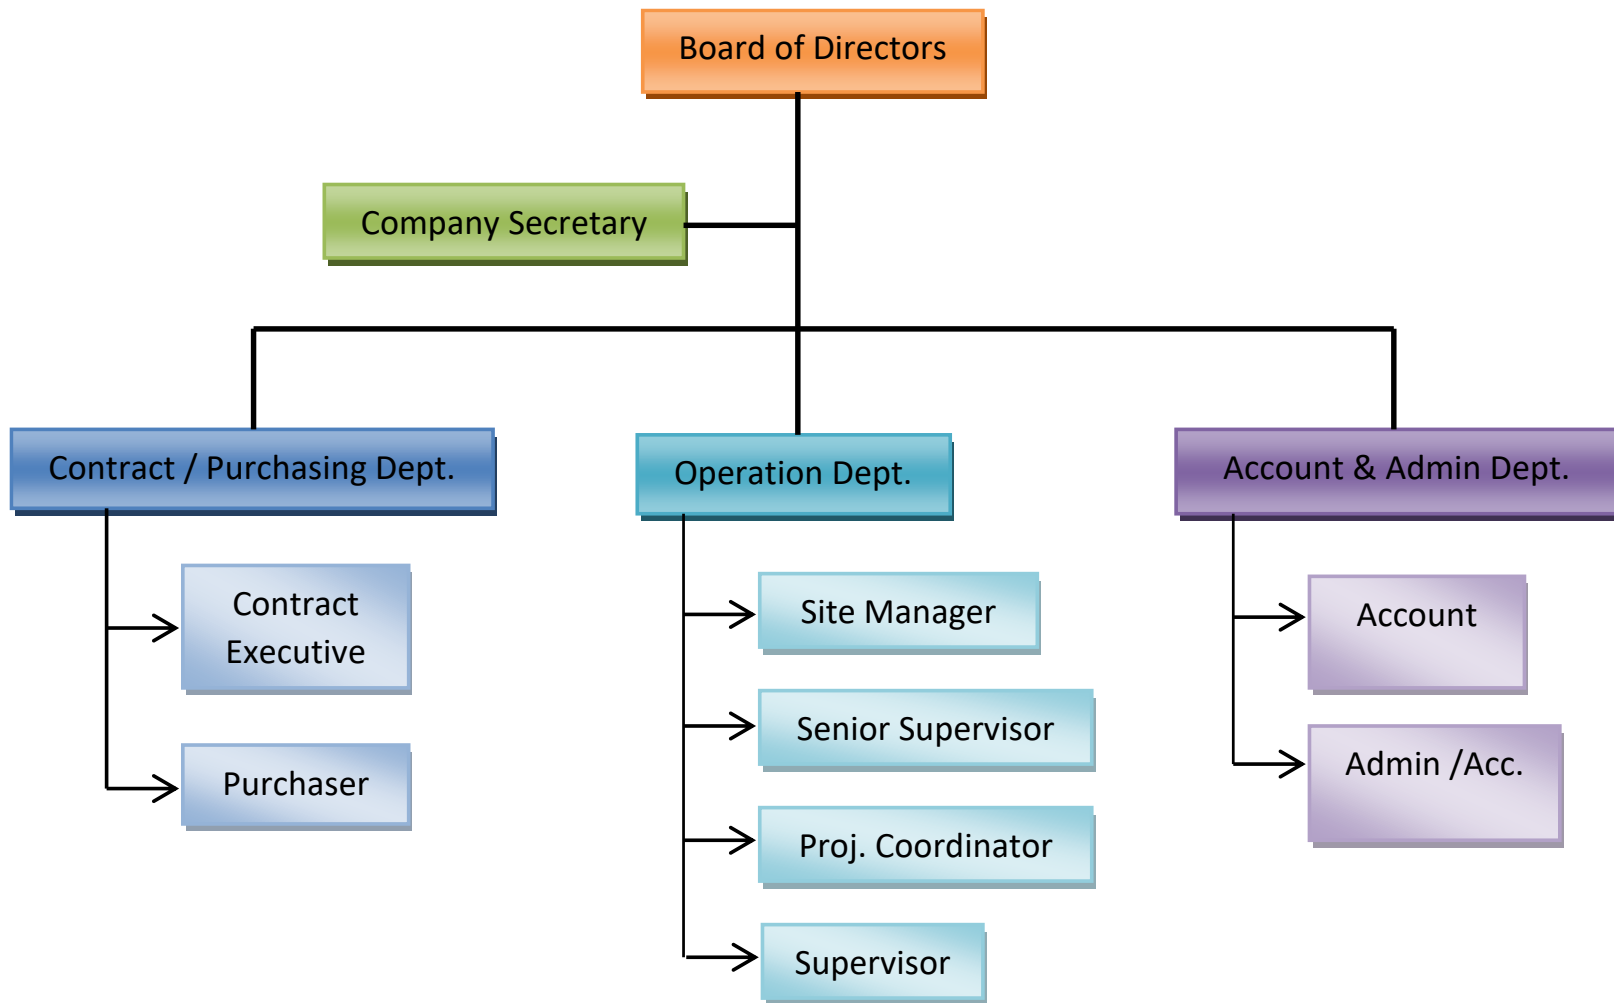 Board of Directors
Company Secretary
Contract / Purchasing Dept.
Operation Dept.
Account & Admin Dept.
Contract
Executive
Purchaser
Site Manager
Senior Supervisor
Proj. Coordinator
Supervisor
Account
Admin /Acc.